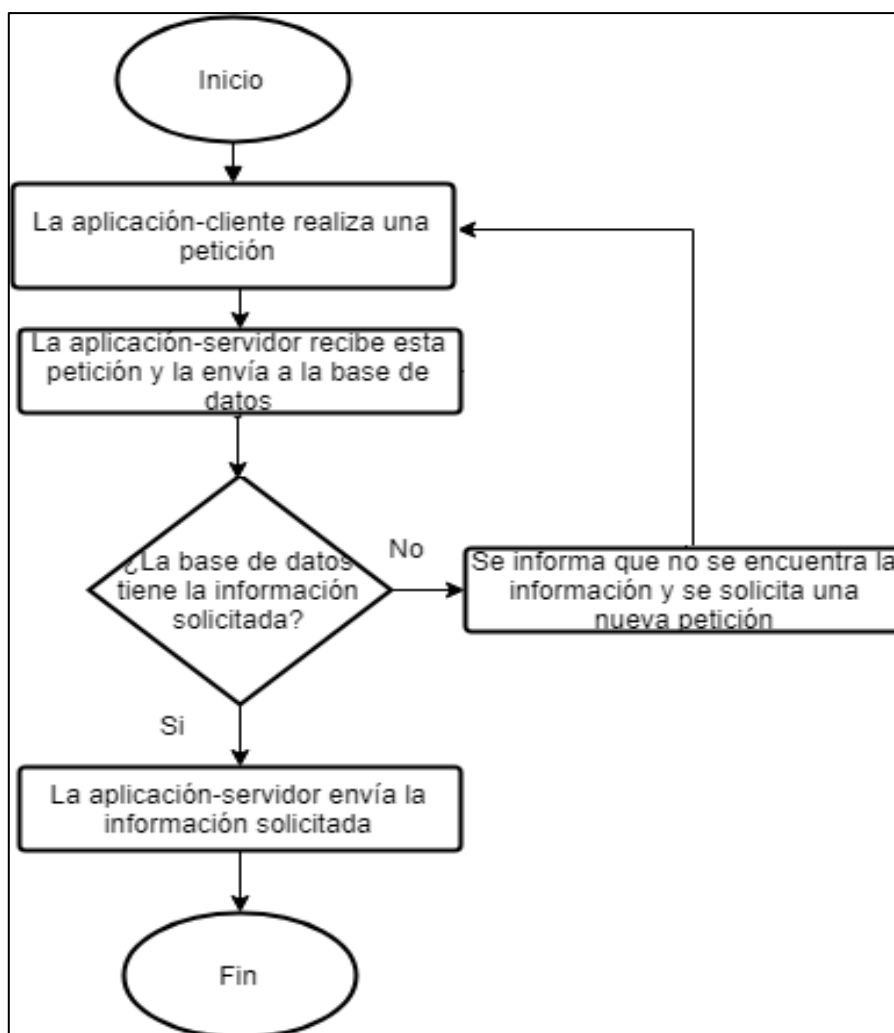 Inicio
La aplicación-cliente realiza una
petición
La aplicación-servidor recibe esta
petición y la envía a la base de
datos
¿La base de datos
tiene la información
solicitada?
No
Se informa que no se encuentra la
información y se solicita una
nueva petición
Si
La aplicación-servidor envía la
información solicitada
Fin